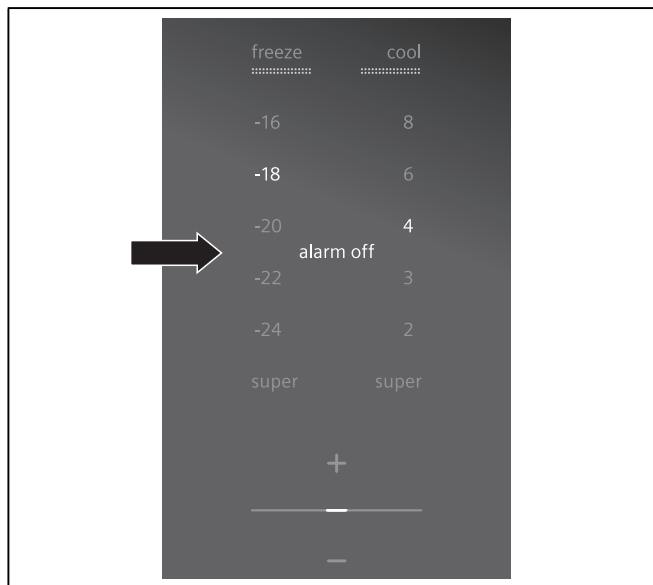 freeze cool
-16 8
-18 6
-20 4
alarm off
-22 3
-24 2
super super
+
–